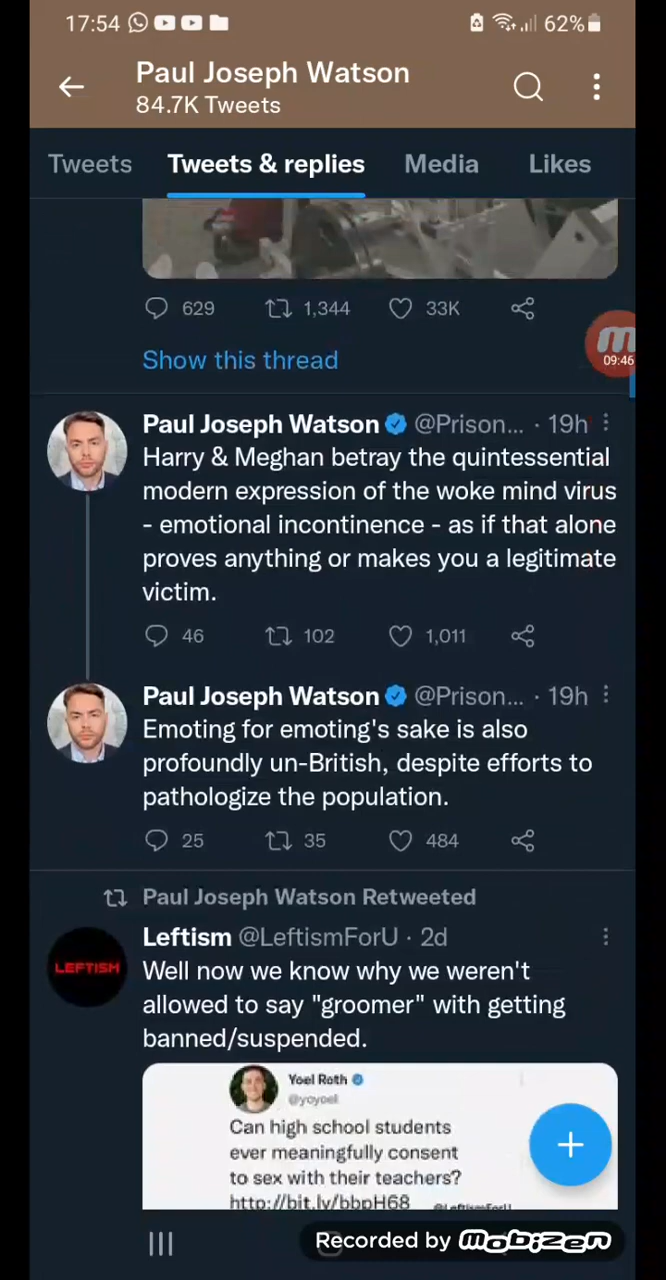 17:54 62%
Paul Joseph Watson
84.7K Tweets
Tweets Tweets & replies Media Likes
629 1,344 33K
09:46
Show this thread
Paul Joseph Watson @Prison... · 19h
Harry & Meghan betray the quintessential
modern expression of the woke mind virus
- emotional incontinence - as if that alone
proves anything or makes you a legitimate
victim.
46 102 1,011
Paul Joseph Watson @Prison... · 19h
Emoting for emoting's sake is also
profoundly un-British, despite efforts to
pathologize the population.
25 35 484
Paul Joseph Watson Retweeted
Leftism @LeftismForU · 2d
LEFTISM
Well now we know why we weren't
allowed to say "groomer" with getting
banned/suspended.
Yoel Roth
@yoyoel
Can high school students
ever meaningfully consent
to sex with their teachers?
http://bit.ly/bbpH68 @LeftismForU
Recorded by mobizen